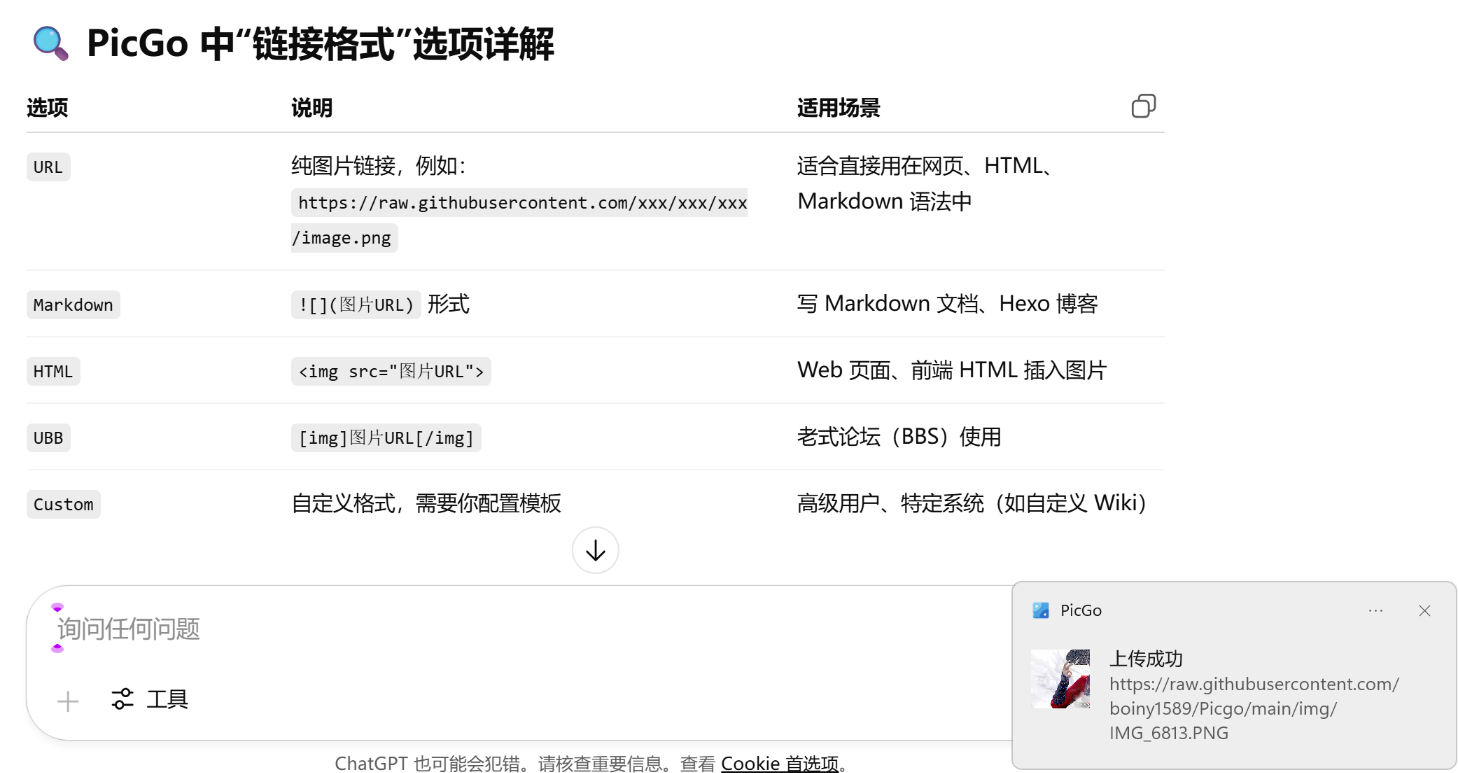 PicGo 中“链接格式”选项详解
选项 说明 适用场景
URL 纯图片链接，例如： 适合直接用在网页、HTML、
https://raw.githubusercontent.com/xxx/xxx/xxx Markdown 语法中
/image.png
Markdown ![](图片URL) 形式 写 Markdown 文档、Hexo 博客
HTML <img src="图片URL"> Web 页面、前端 HTML 插入图片
UBB [img]图片URL[/img] 老式论坛（BBS）使用
Custom 自定义格式，需要你配置模板 高级用户、特定系统（如自定义 Wiki）
询问任何问题
工具
ChatGPT 也可能会犯错。请核查重要信息。查看 Cookie 首选项。
PicGo
上传成功
https://raw.githubusercontent.com/
boiny1589/Picgo/main/img/
IMG_6813.PNG